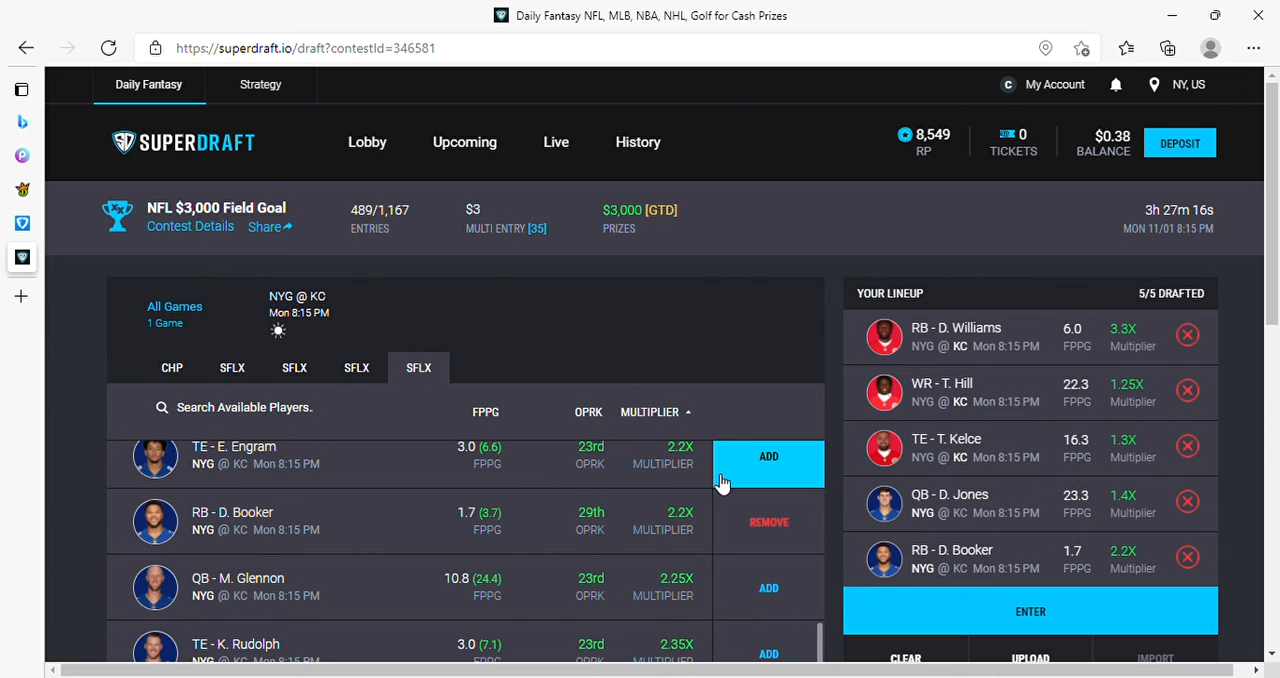 Daily Fantasy NFL, MLB, NBA, NHL, Golf for Cash Prizes
https://superdraft.io/draft?contestId=346581
Daily Fantasy
Strategy
C My Account
NY, US
SUPERDRAFT
Lobby
Upcoming
Live
History
8,549
RP
0
TICKETS
$0.38
BALANCE
DEPOSIT
NFL $3,000 Field Goal
Contest Details Share
489/1,167
ENTRIES
$3
MULTI ENTRY [35]
$3,000 [GTD]
PRIZES
3h 27m 16s
MON 11/01 8:15 PM
All Games
1 Game
NYG @ KC
Mon 8:15 PM
CHP SFLX SFLX SFLX SFLX
Search Available Players.. FPPG OPRK MULTIPLIER
TE - E. Engram 3.0 (6.6) 23rd 2.2X ADD
NYG @ KC Mon 8:15 PM FPPG OPRK MULTIPLIER
RB - D. Booker 1.7 (3.7) 29th 2.2X REMOVE
NYG @ KC Mon 8:15 PM FPPG OPRK MULTIPLIER
QB - M. Glennon 10.8 (24.4) 23rd 2.25X ADD
NYG @ KC Mon 8:15 PM FPPG OPRK MULTIPLIER
TE - K. Rudolph 3.0 (7.1) 23rd 2.35X ADD
NYG @ KC Mon 8:15 PM FPPG OPRK MULTIPLIER
YOUR LINEUP 5/5 DRAFTED
RB - D. Williams 6.0 3.3X
NYG @ KC Mon 8:15 PM FPPG Multiplier
WR - T. Hill 22.3 1.25X
NYG @ KC Mon 8:15 PM FPPG Multiplier
TE - T. Kelce 16.3 1.3X
NYG @ KC Mon 8:15 PM FPPG Multiplier
QB - D. Jones 23.3 1.4X
NYG @ KC Mon 8:15 PM FPPG Multiplier
RB - D. Booker 1.7 2.2X
NYG @ KC Mon 8:15 PM FPPG Multiplier
ENTER
CLEAR UPLOAD IMPORT